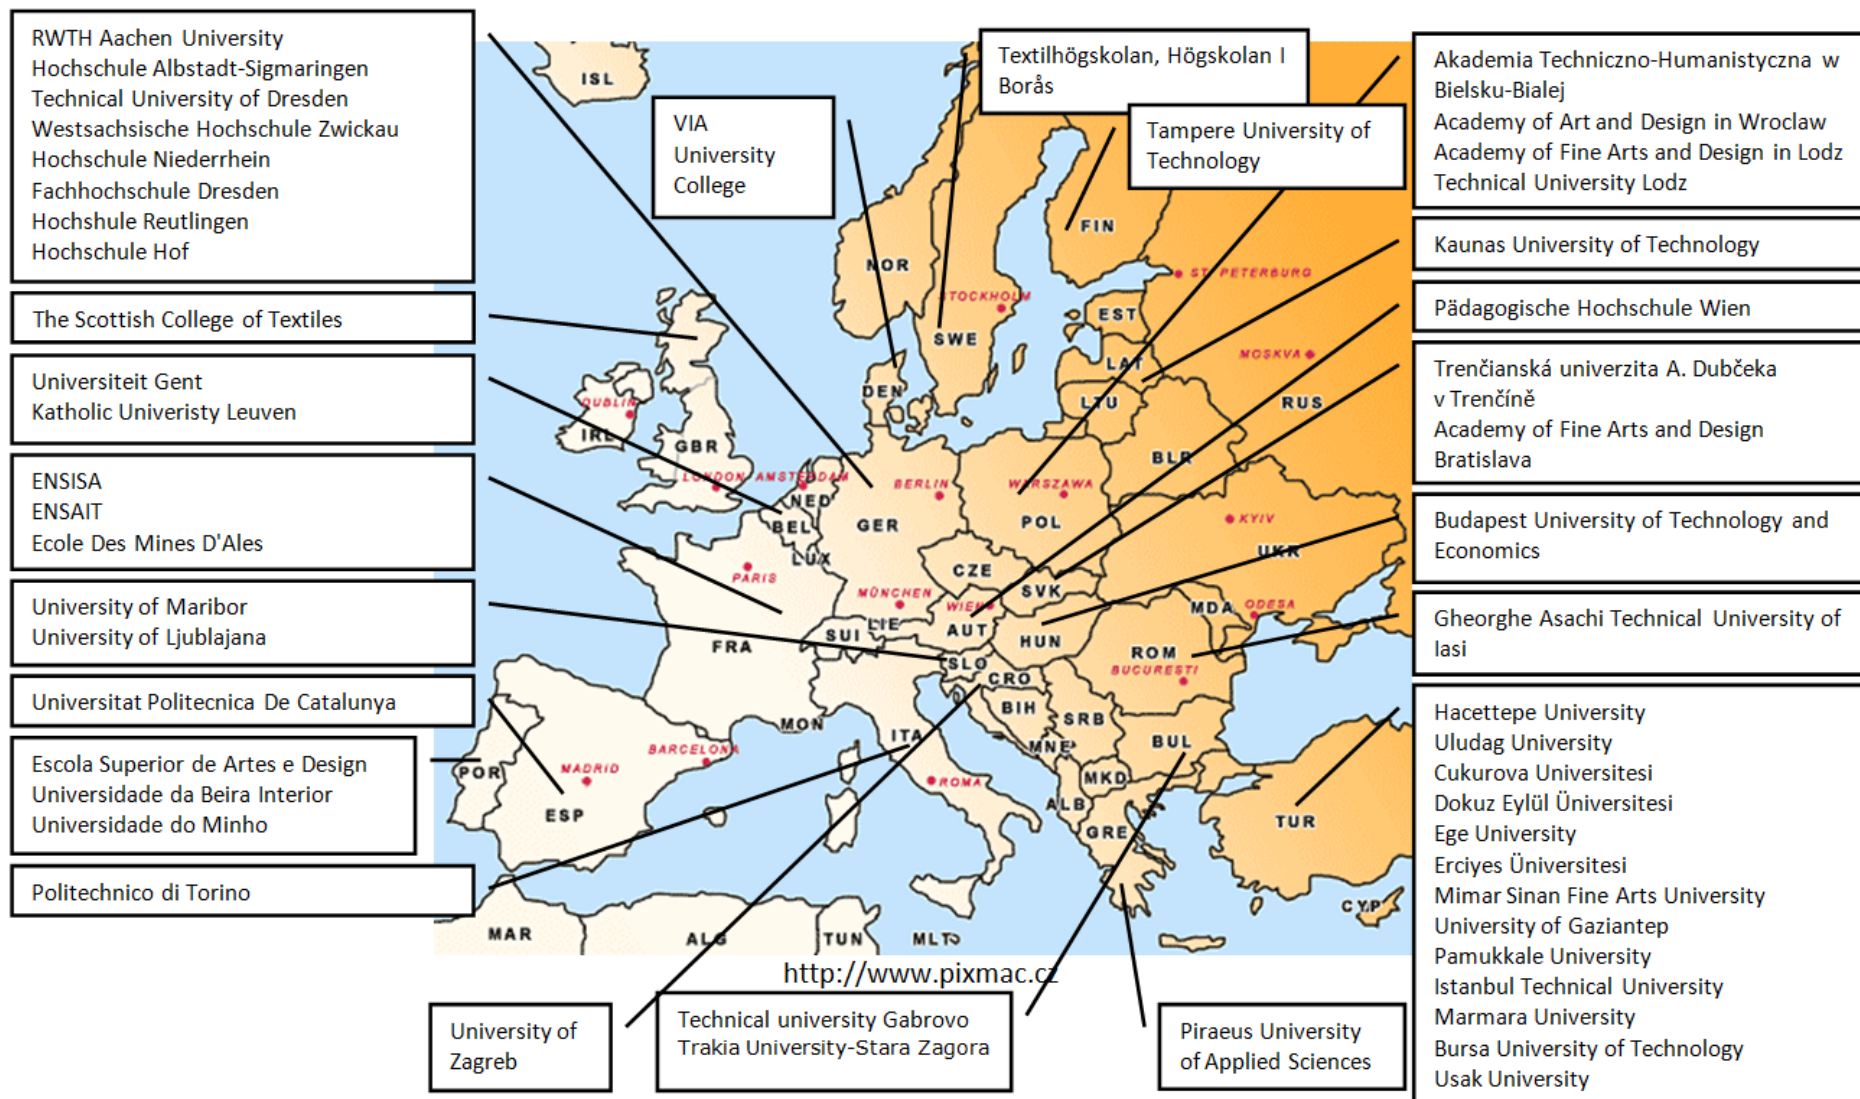 RWTH Aachen University
Hochschule Albstadt-Sigmaringen
Technical University of Dresden
Westsachsische Hochschule Zwickau
Hochschule Niederrhein
Fachhochschule Dresden
Hochshule Reutlingen
Hochschule Hof
The Scottish College of Textiles
Universiteit Gent
Katholic Univeristy Leuven
ENSISA
ENSAIT
Ecole Des Mines D'Ales
University of Maribor
University of Ljublajana
Universitat Politecnica De Catalunya
Escola Superior de Artes e Design
Universidade da Beira Interior
Universidade do Minho
Politechnico di Torino
VIA
University
College
Textilhögskolan, Högskolan I
Borås
Tampere University of
Technology
Akademia Techniczno-Humanistyczna w
Bielsku-Bialej
Academy of Art and Design in Wroclaw
Academy of Fine Arts and Design in Lodz
Technical University Lodz
Kaunas University of Technology
Pädagogische Hochschule Wien
Trenčianská univerzita A. Dubčeka
v Trenčíně
Academy of Fine Arts and Design
Bratislava
Budapest University of Technology and
Economics
Gheorghe Asachi Technical University of
Iasi
Hacettepe University
Uludag University
Cukurova Universitesi
Dokuz Eylül Üniversitesi
Ege University
Erciyes Üniversitesi
Mimar Sinan Fine Arts University
University of Gaziantep
Pamukkale University
Istanbul Technical University
Marmara University
Bursa University of Technology
Usak University
University of
Zagreb
Technical university Gabrovo
Trakia University-Stara Zagora
Piraeus University
of Applied Sciences
ISL
NOR
FIN
ST. PETERBURG
STOCKHOLM
EST
SWE
MOSKVA
LAT
DEN
LTU
RUS
DUBLIN
IRL
GBR
BLR
LONDON
AMSTERDAM
BERLIN
WARSZAWA
NED
BEL
GER
POL
KYIV
LUX
UKR
PARIS
CZE
MÜNCHEN
SVK
WIEN
MDA
ODESA
LIE
SUI
AUT
HUN
FRA
SLO
ROM
BUCURESTI
CRO
BIH
SRB
MON
ITA
MNE
BUL
BARCELONA
MADRID
POR
ROMA
MKD
ALB
ESP
GRE
TUR
CYP
MAR
ALG
TUN
MLT
http://www.pixmac.cz